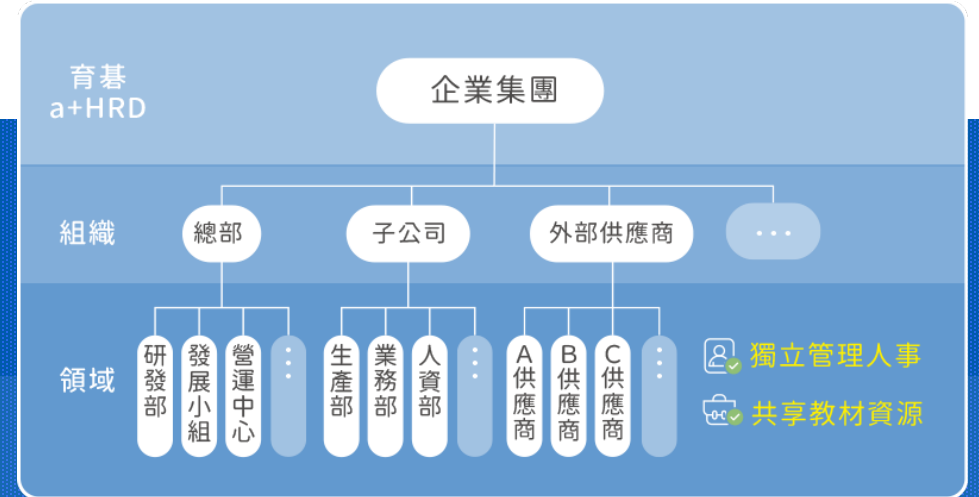 育碁
a+HRD
企業集團
組織
總部
子公司
外部供應商
...
領域
研發部
發展小組
營運中心
...
生產部
業務部
人資部
...
A供應商
B供應商
C供應商
...
獨立管理人事
共享教材資源